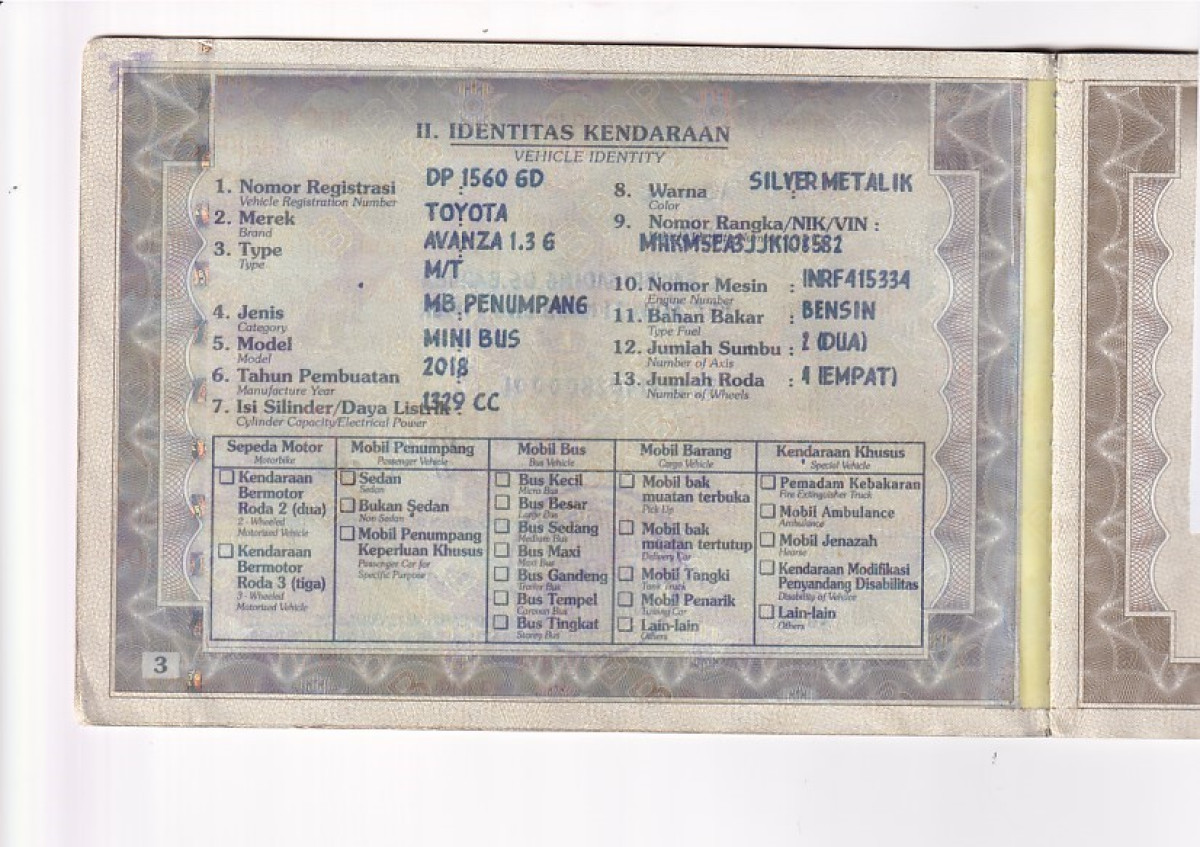 II. IDENTITAS KENDARAAN
VEHICLE IDENTITY
1. Nomor Registrasi DP 1560 GD
Vehicle Registration Number
2. Merek TOYOTA
Brand
3. Type AVANZA 1.3 G
Type M/T
4. Jenis MB. PENUMPANG
Category
5. Model MINI BUS
Model
6. Tahun Pembuatan 2018
Manufacture Year
7. Isi Silinder/Daya Listrik : 1329 CC
Cylinder Capacity/Electrical Power
8. Warna : SILVER METALIK
Color
9. Nomor Rangka/NIK/VIN :
MHKM5EA3JJK108582
10. Nomor Mesin : 1NRF415334
Engine Number
11. Bahan Bakar : BENSIN
Type Fuel
12. Jumlah Sumbu : 2 (DUA)
Number of Axis
13. Jumlah Roda : 4 (EMPAT)
Number of Wheels
Sepeda Motor
Motorbike
Kendaraan
Bermotor
Roda 2 (dua)
2 - Wheeled
Motorized Vehicle
Kendaraan
Bermotor
Roda 3 (tiga)
3 - Wheeled
Motorized Vehicle
Mobil Penumpang
Passenger Vehicle
Sedan
Sedan
Bukan Sedan
Non Sedan
Mobil Penumpang
Keperluan Khusus
Passenger Car for
Specific Purpose
Mobil Bus
Bus Vehicle
Bus Kecil
Micro Bus
Bus Besar
Large Bus
Bus Sedang
Medium Bus
Bus Maxi
Maxi Bus
Bus Gandeng
Trailer Bus
Bus Tempel
Caravan Bus
Bus Tingkat
Storey Bus
Mobil Barang
Cargo Vehicle
Mobil bak
muatan terbuka
Pick Up
Mobil bak
muatan tertutup
Delivery Car
Mobil Tangki
Tank Truck
Mobil Penarik
Towing Car
Lain-lain
Others
Kendaraan Khusus
Special Vehicle
Pemadam Kebakaran
Fire Extinguisher Truck
Mobil Ambulance
Ambulance
Mobil Jenazah
Hearse
Kendaraan Modifikasi
Penyandang Disabilitas
Disability of Vehicle
Lain-lain
Others
3